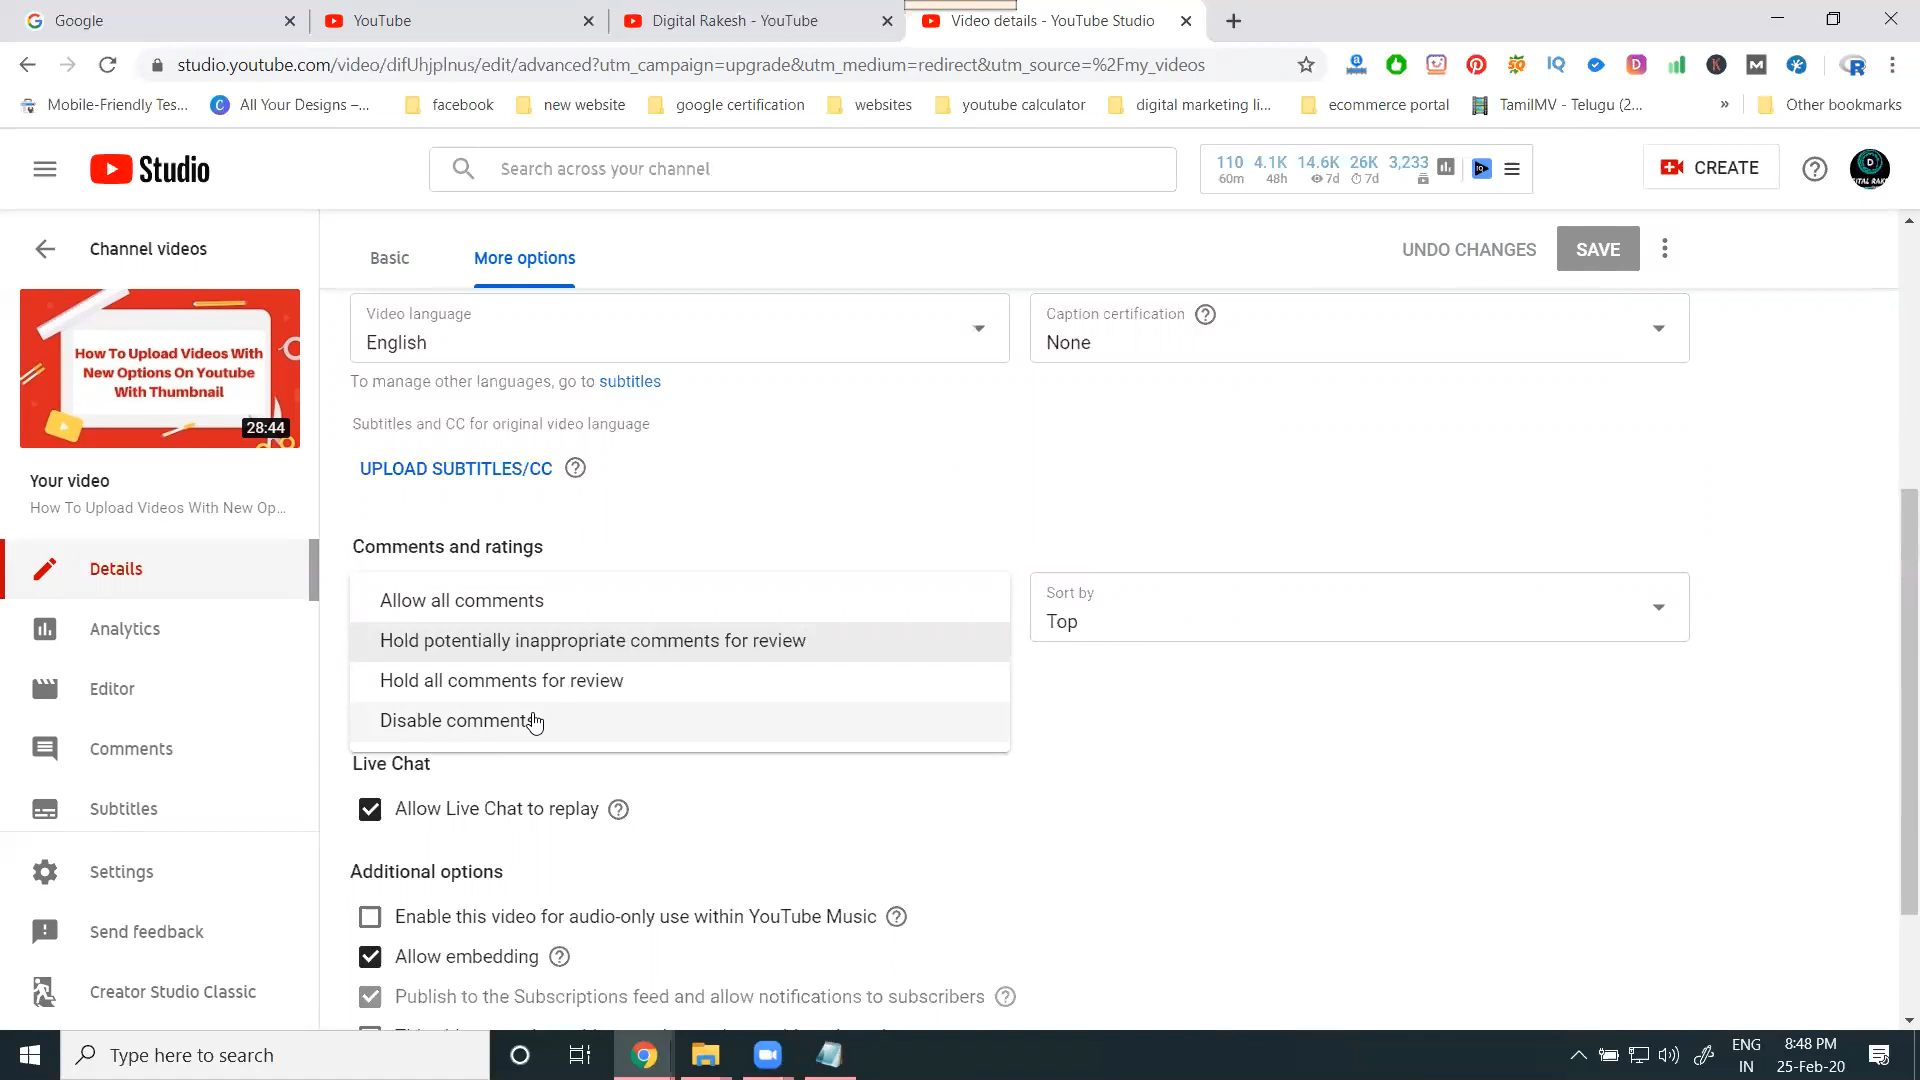 Google
YouTube
Digital Rakesh - YouTube
Video details - YouTube Studio
studio.youtube.com/video/difUhjplnus/edit/advanced?utm_campaign=upgrade&utm_medium=redirect&utm_source=%2Fmy_videos
Mobile-Friendly Tes...
All Your Designs –...
facebook
new website
google certification
websites
youtube calculator
digital marketing li...
ecommerce portal
TamilMV - Telugu (2...
»
Other bookmarks
Studio
Search across your channel
110 4.1K 14.6K 26K 3,233
60m 48h 7d 7d
CREATE
Channel videos
Basic
More options
UNDO CHANGES
SAVE
How To Upload Videos With
New Options On Youtube
With Thumbnail
28:44
Your video
How To Upload Videos With New Op...
Details
Analytics
Editor
Comments
Subtitles
Settings
Send feedback
Creator Studio Classic
Video language
English
Caption certification
None
To manage other languages, go to subtitles
Subtitles and CC for original video language
UPLOAD SUBTITLES/CC
Comments and ratings
Allow all comments
Hold potentially inappropriate comments for review
Hold all comments for review
Disable comments
Sort by
Top
Live Chat
Allow Live Chat to replay
Additional options
Enable this video for audio-only use within YouTube Music
Allow embedding
Publish to the Subscriptions feed and allow notifications to subscribers
Type here to search
ENG
IN
8:48 PM
25-Feb-20